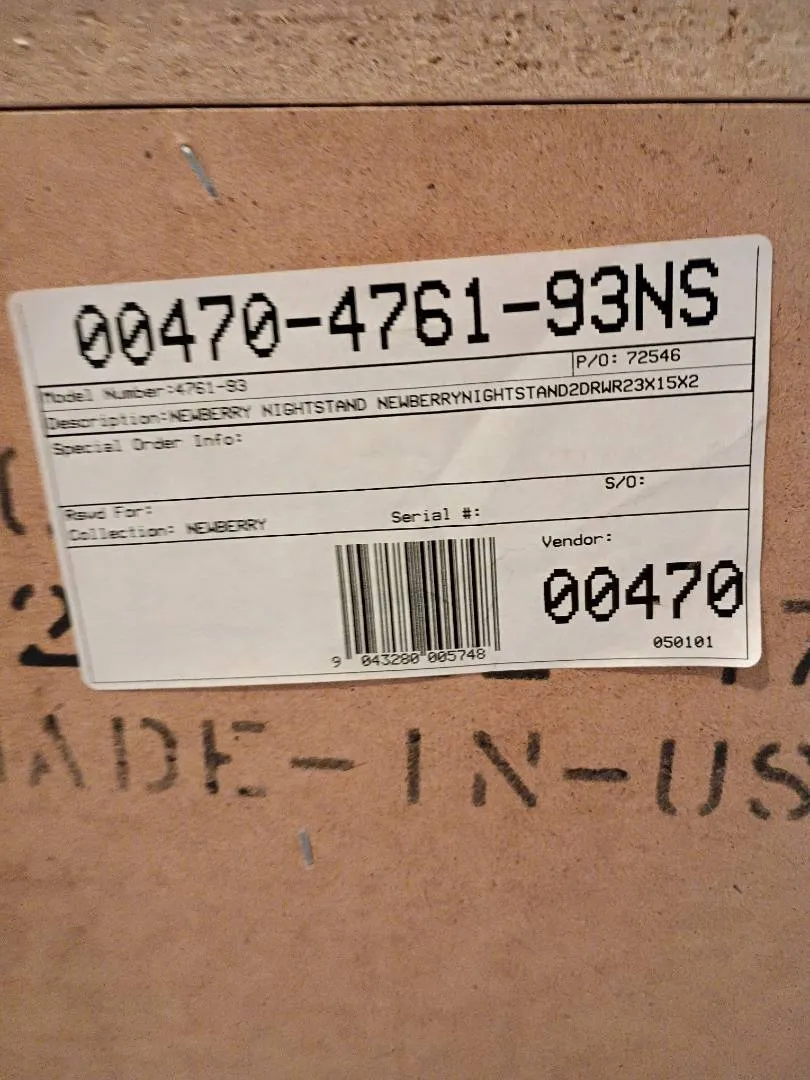 00470-4761-93NS
Model Number:4761-93 P/O: 72546
Description:NEWBERRY NIGHTSTAND NEWBERRYNIGHTSTAND2DRWR23X15X2
Special Order Info:
S/O:
Rsvd For:
Collection: NEWBERRY Serial #:
Vendor:
00470
9 043280 005748
050101
2
ADE-IN-US